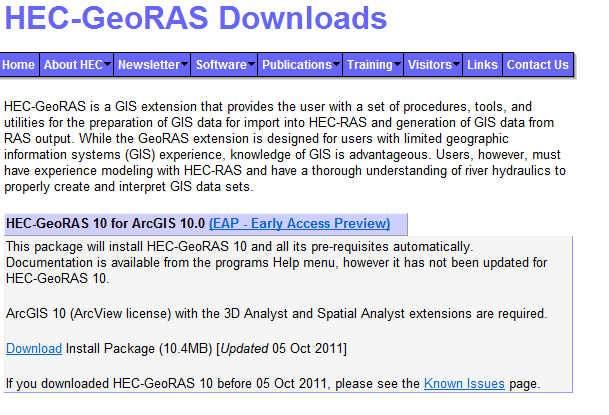 HEC-GeoRAS Downloads
Home About HEC Newsletter Software Publications Training Visitors Links Contact Us
HEC-GeoRAS is a GIS extension that provides the user with a set of procedures, tools, and
utilities for the preparation of GIS data for import into HEC-RAS and generation of GIS data from
RAS output. While the GeoRAS extension is designed for users with limited geographic
information systems (GIS) experience, knowledge of GIS is advantageous. Users, however, must
have experience modeling with HEC-RAS and have a thorough understanding of river hydraulics to
properly create and interpret GIS data sets.
HEC-GeoRAS 10 for ArcGIS 10.0 (EAP - Early Access Preview)
This package will install HEC-GeoRAS 10 and all its pre-requisites automatically.
Documentation is available from the programs Help menu, however it has not been updated for
HEC-GeoRAS 10.
ArcGIS 10 (ArcView license) with the 3D Analyst and Spatial Analyst extensions are required.
Download Install Package (10.4MB) [Updated 05 Oct 2011]
If you downloaded HEC-GeoRAS 10 before 05 Oct 2011, please see the Known Issues page.